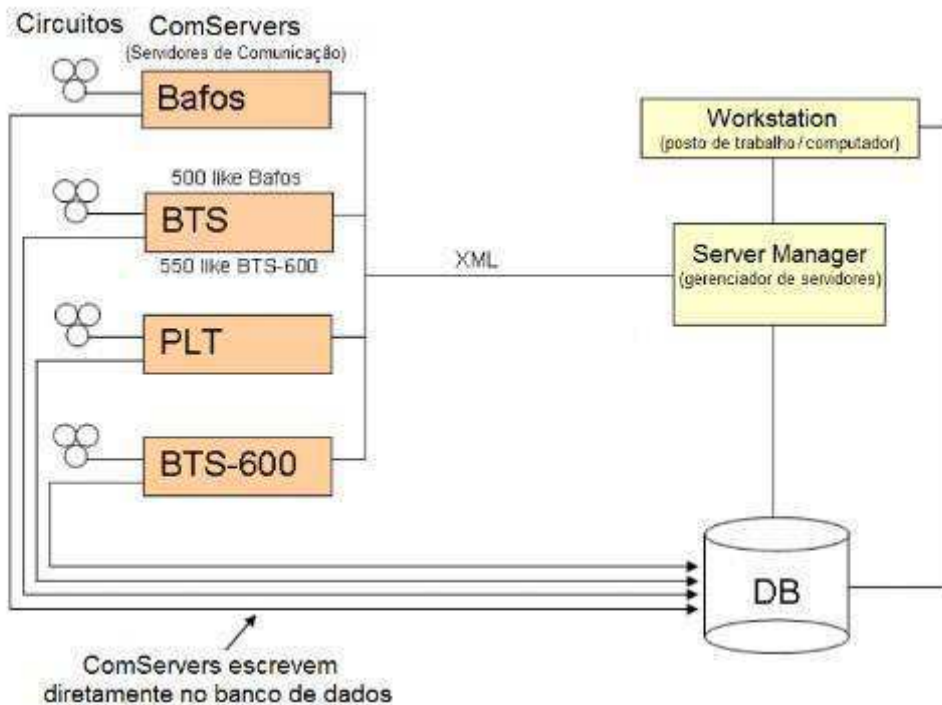 Circuitos
ComServers
(Servidores de Comunicação)
Bafos
500 like Bafos
BTS
550 like BTS-600
PLT
BTS-600
XML
Workstation
(posto de trabalho / computador)
Server Manager
(gerenciador de servidores)
DB
ComServers escrevem
diretamente no banco de dados